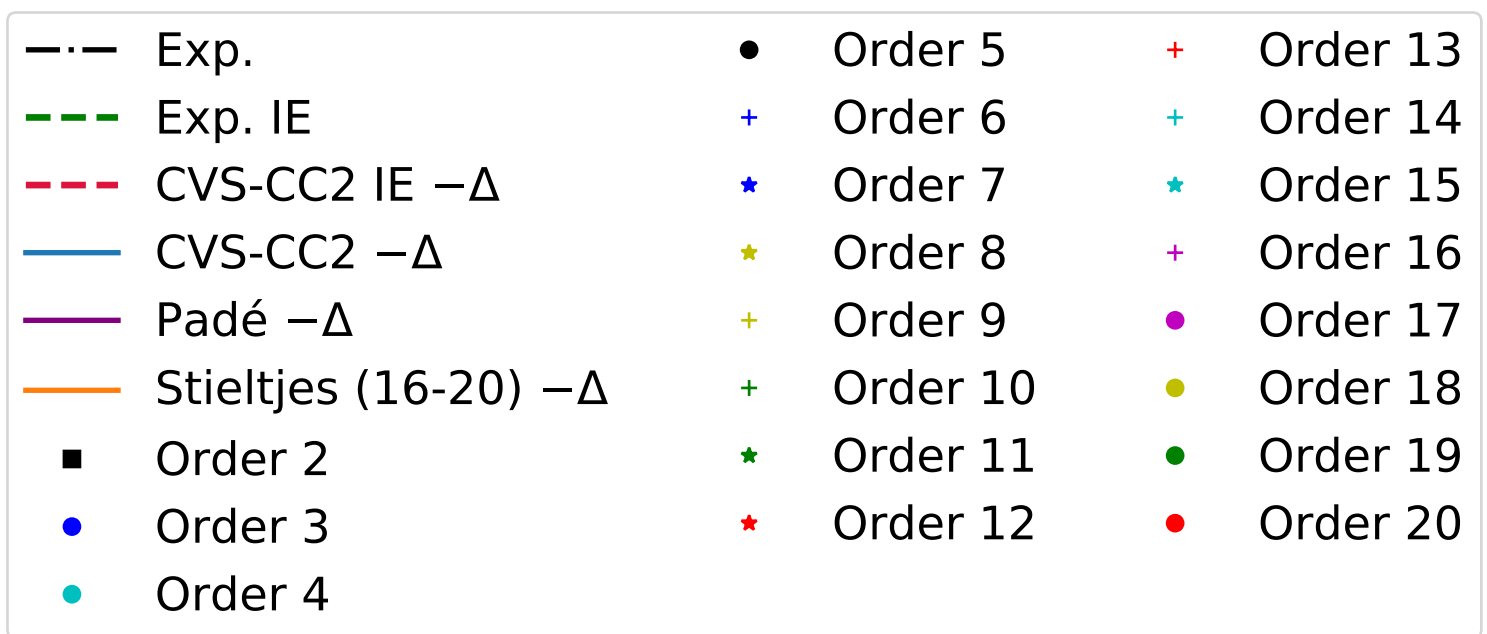 Exp.
Exp. IE
CVS-CC2 IE −Δ
CVS-CC2 −Δ
Padé −Δ
Stieltjes (16-20) −Δ
Order 2
Order 3
Order 4
Order 5
Order 6
Order 7
Order 8
Order 9
Order 10
Order 11
Order 12
Order 13
Order 14
Order 15
Order 16
Order 17
Order 18
Order 19
Order 20